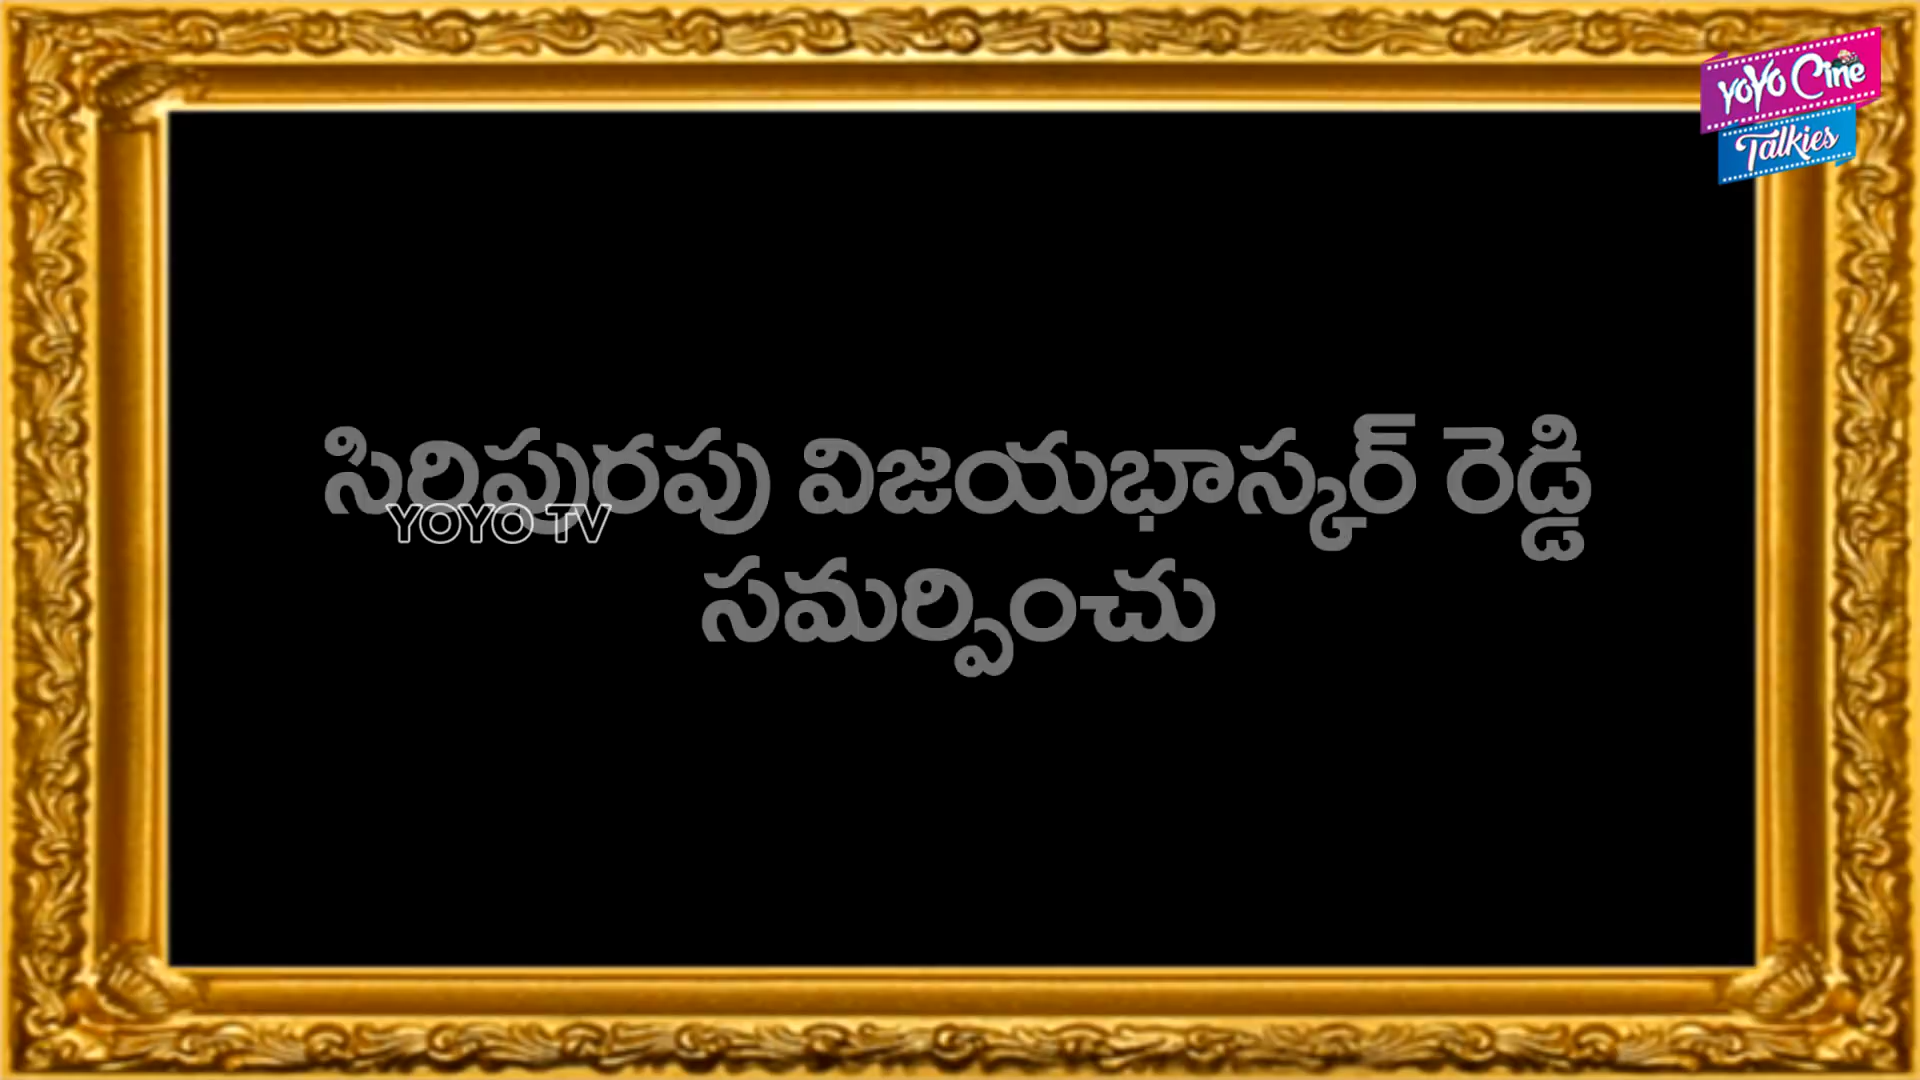 YOYO Cine
Talkies
సిరిపురపు విజయభాస్కర్ రెడ్డి
YOYO TV
సమర్పించు